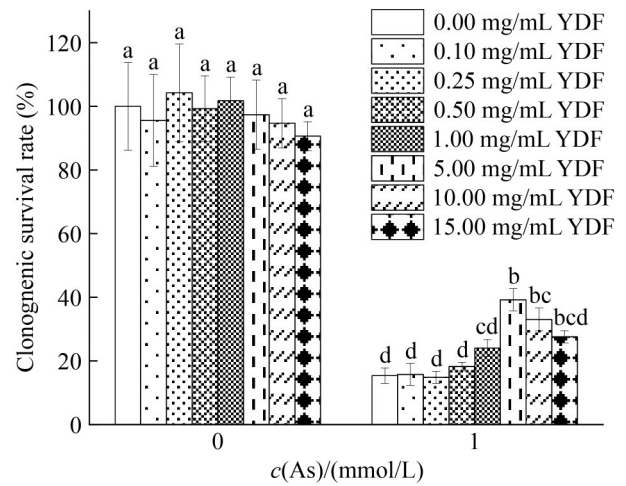 Clonognenic survival rate (%)
120
100
80
60
40
20
0
a a a a a a a a
d d d d cd b bc bcd
0.00 mg/mL YDF
0.10 mg/mL YDF
0.25 mg/mL YDF
0.50 mg/mL YDF
1.00 mg/mL YDF
5.00 mg/mL YDF
10.00 mg/mL YDF
15.00 mg/mL YDF
0 1
c(As)/(mmol/L)